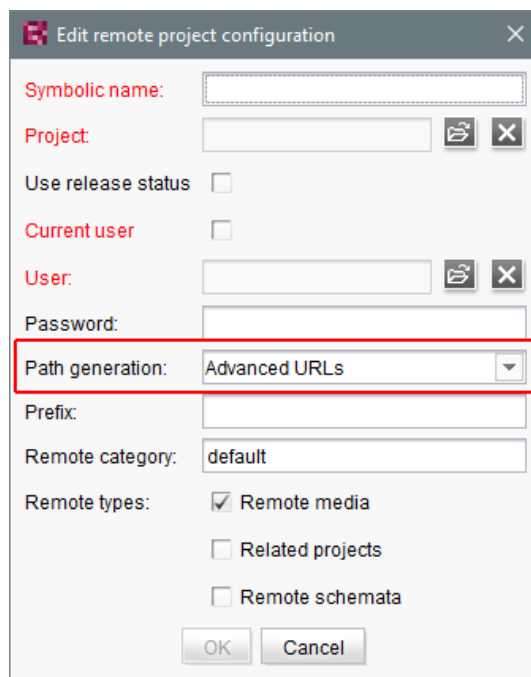 Edit remote project configuration
Symbolic name:
Project:
Use release status
Current user
User:
Password:
Path generation: Advanced URLs
Prefix:
Remote category: default
Remote types: Remote media
Related projects
Remote schemata
OK Cancel